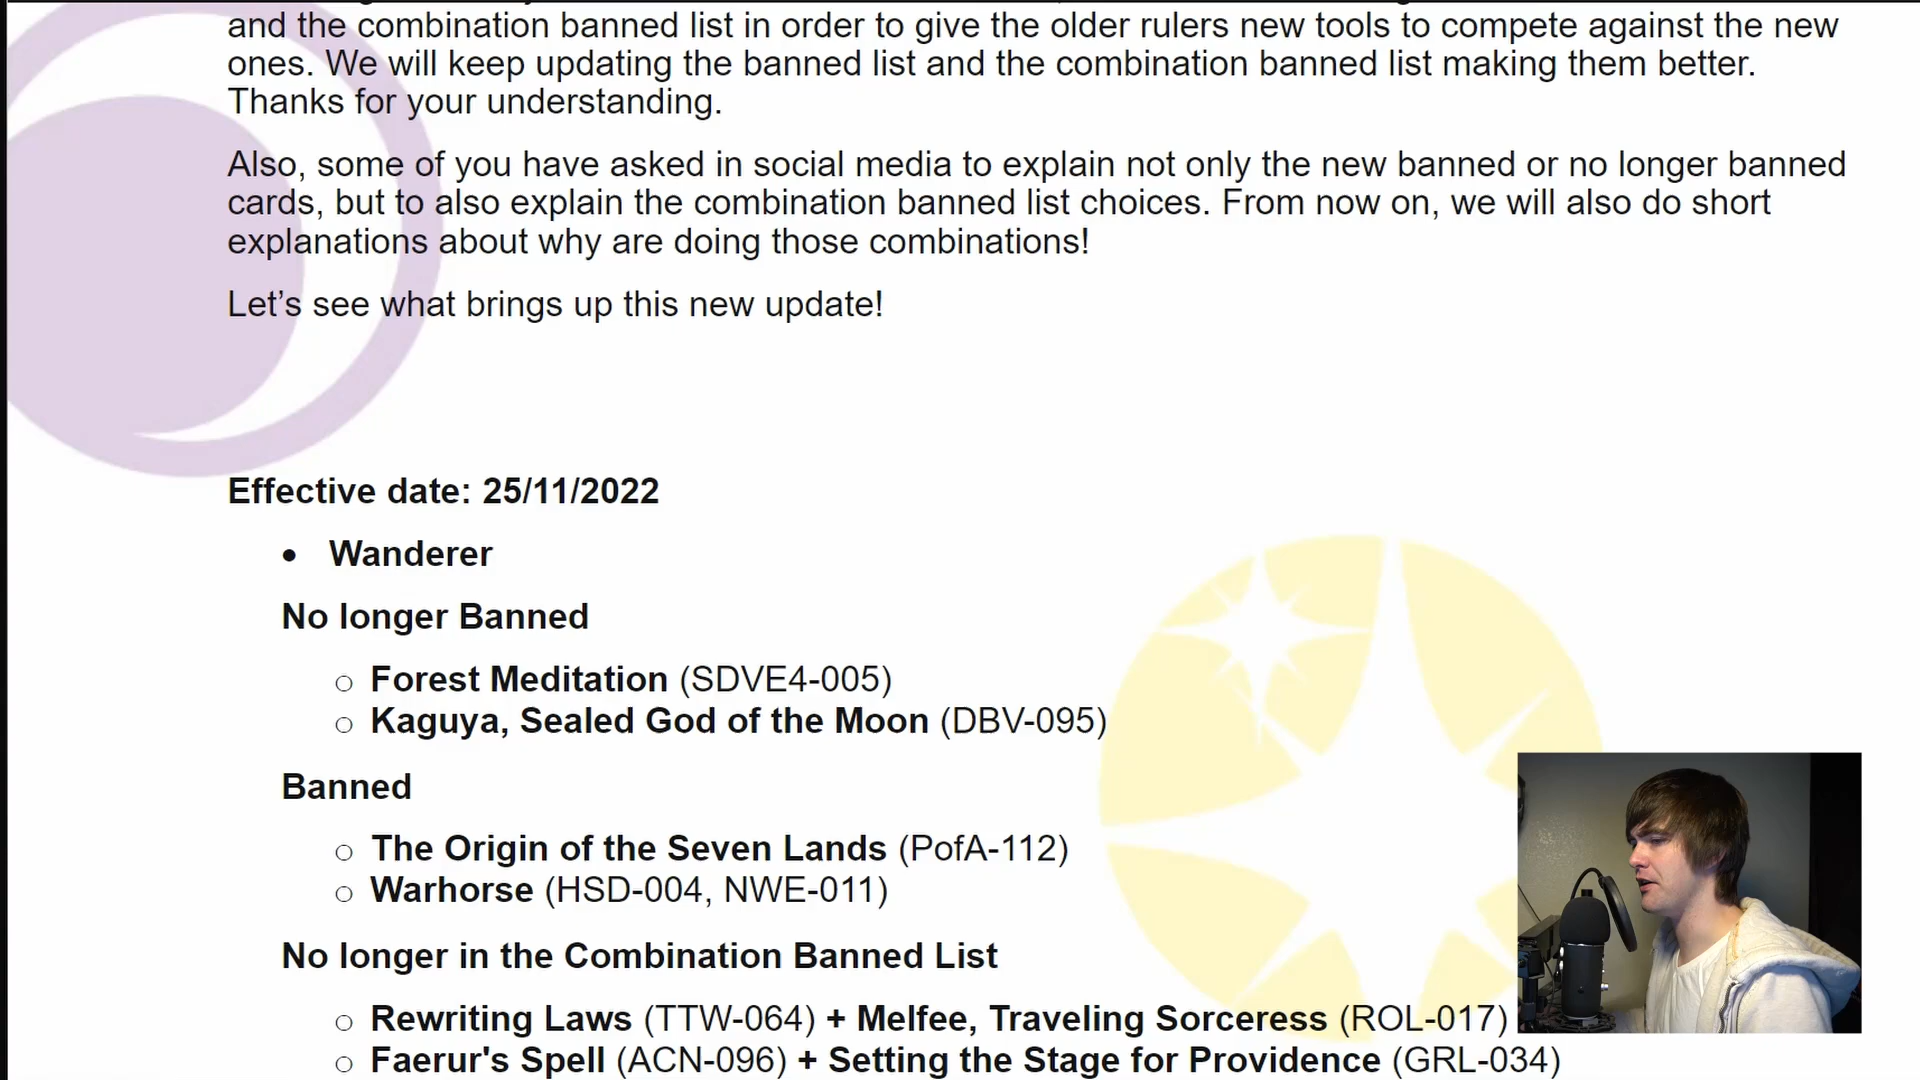 and the combination banned list in order to give the older rulers new tools to compete against the new
ones. We will keep updating the banned list and the combination banned list making them better.
Thanks for your understanding.
Also, some of you have asked in social media to explain not only the new banned or no longer banned
cards, but to also explain the combination banned list choices. From now on, we will also do short
explanations about why are doing those combinations!
Let’s see what brings up this new update!
Effective date: 25/11/2022
• Wanderer
No longer Banned
○ Forest Meditation (SDVE4-005)
○ Kaguya, Sealed God of the Moon (DBV-095)
Banned
○ The Origin of the Seven Lands (PofA-112)
○ Warhorse (HSD-004, NWE-011)
No longer in the Combination Banned List
○ Rewriting Laws (TTW-064) + Melfee, Traveling Sorceress (ROL-017)
○ Faerur's Spell (ACN-096) + Setting the Stage for Providence (GRL-034)